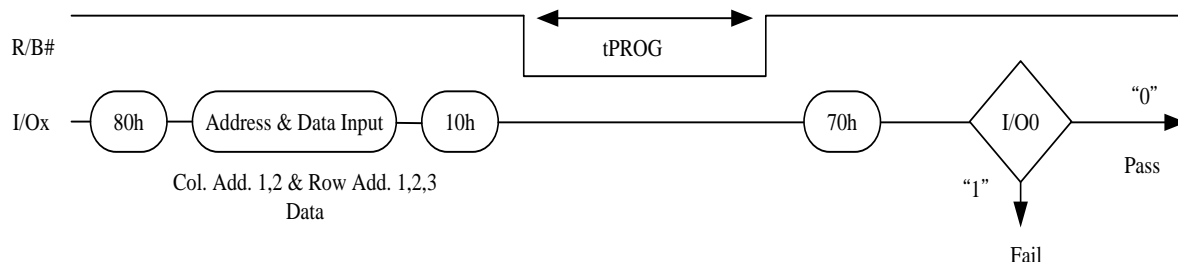 R/B#
tPROG
I/Ox
80h
Address & Data Input
10h
70h
I/O0
“0”
Pass
“1”
Fail
Col. Add. 1,2 & Row Add. 1,2,3
Data